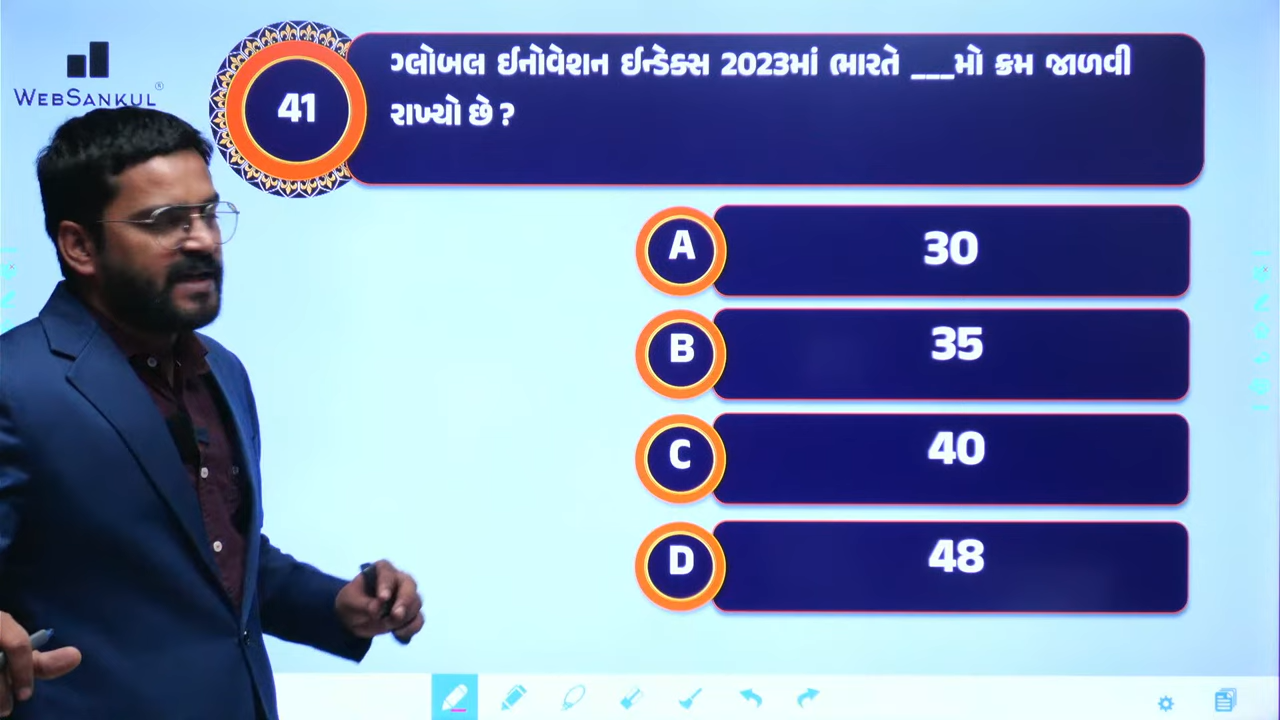 WEBSANKUL®
41
ગ્લોબલ ઈનોવેશન ઈન્ડેક્સ 2023માં ભારતે ___મો ક્રમ જાળવી
રાખ્યો છે ?
A
30
B
35
C
40
D
48